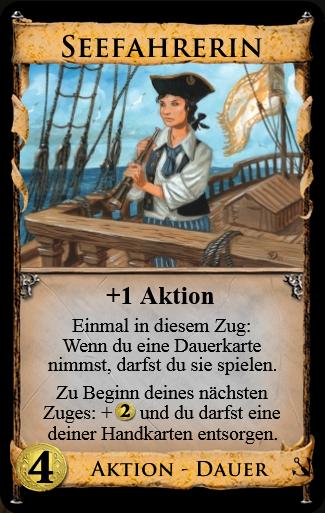 SEEFAHRERIN
+1 Aktion
Einmal in diesem Zug:
Wenn du eine Dauerkarte
nimmst, darfst du sie spielen.
Zu Beginn deines nächsten
Zuges: + 2 und du darfst eine
deiner Handkarten entsorgen.
4 AKTION - DAUER